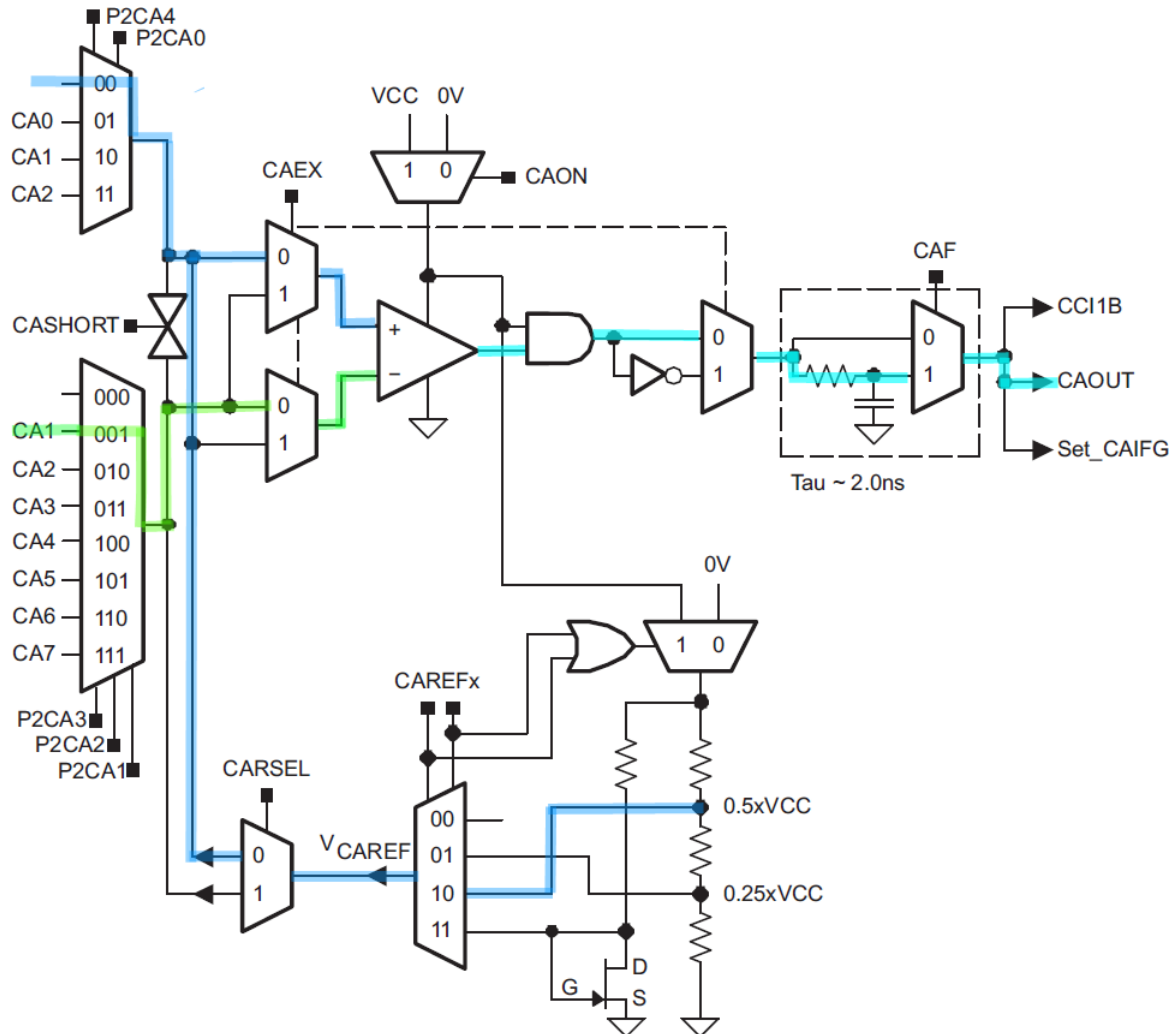 P2CA4
P2CA0
00
CA0 01
CA1 10
CA2 11
VCC 0V
1 0
CAON
CAEX
0
1
CASHORT
+
−
0
1
0
1
CAF
0
1
CCI1B
CAOUT
Set_CAIFG
Tau ~ 2.0ns
000
CA1 001
CA2 010
CA3 011
CA4 100
CA5 101
CA6 110
CA7 111
P2CA3
P2CA2
P2CA1
0V
1 0
CAREFx
CARSEL
0
1
VCAREF
00
01
10
11
0.5xVCC
0.25xVCC
D
G
S